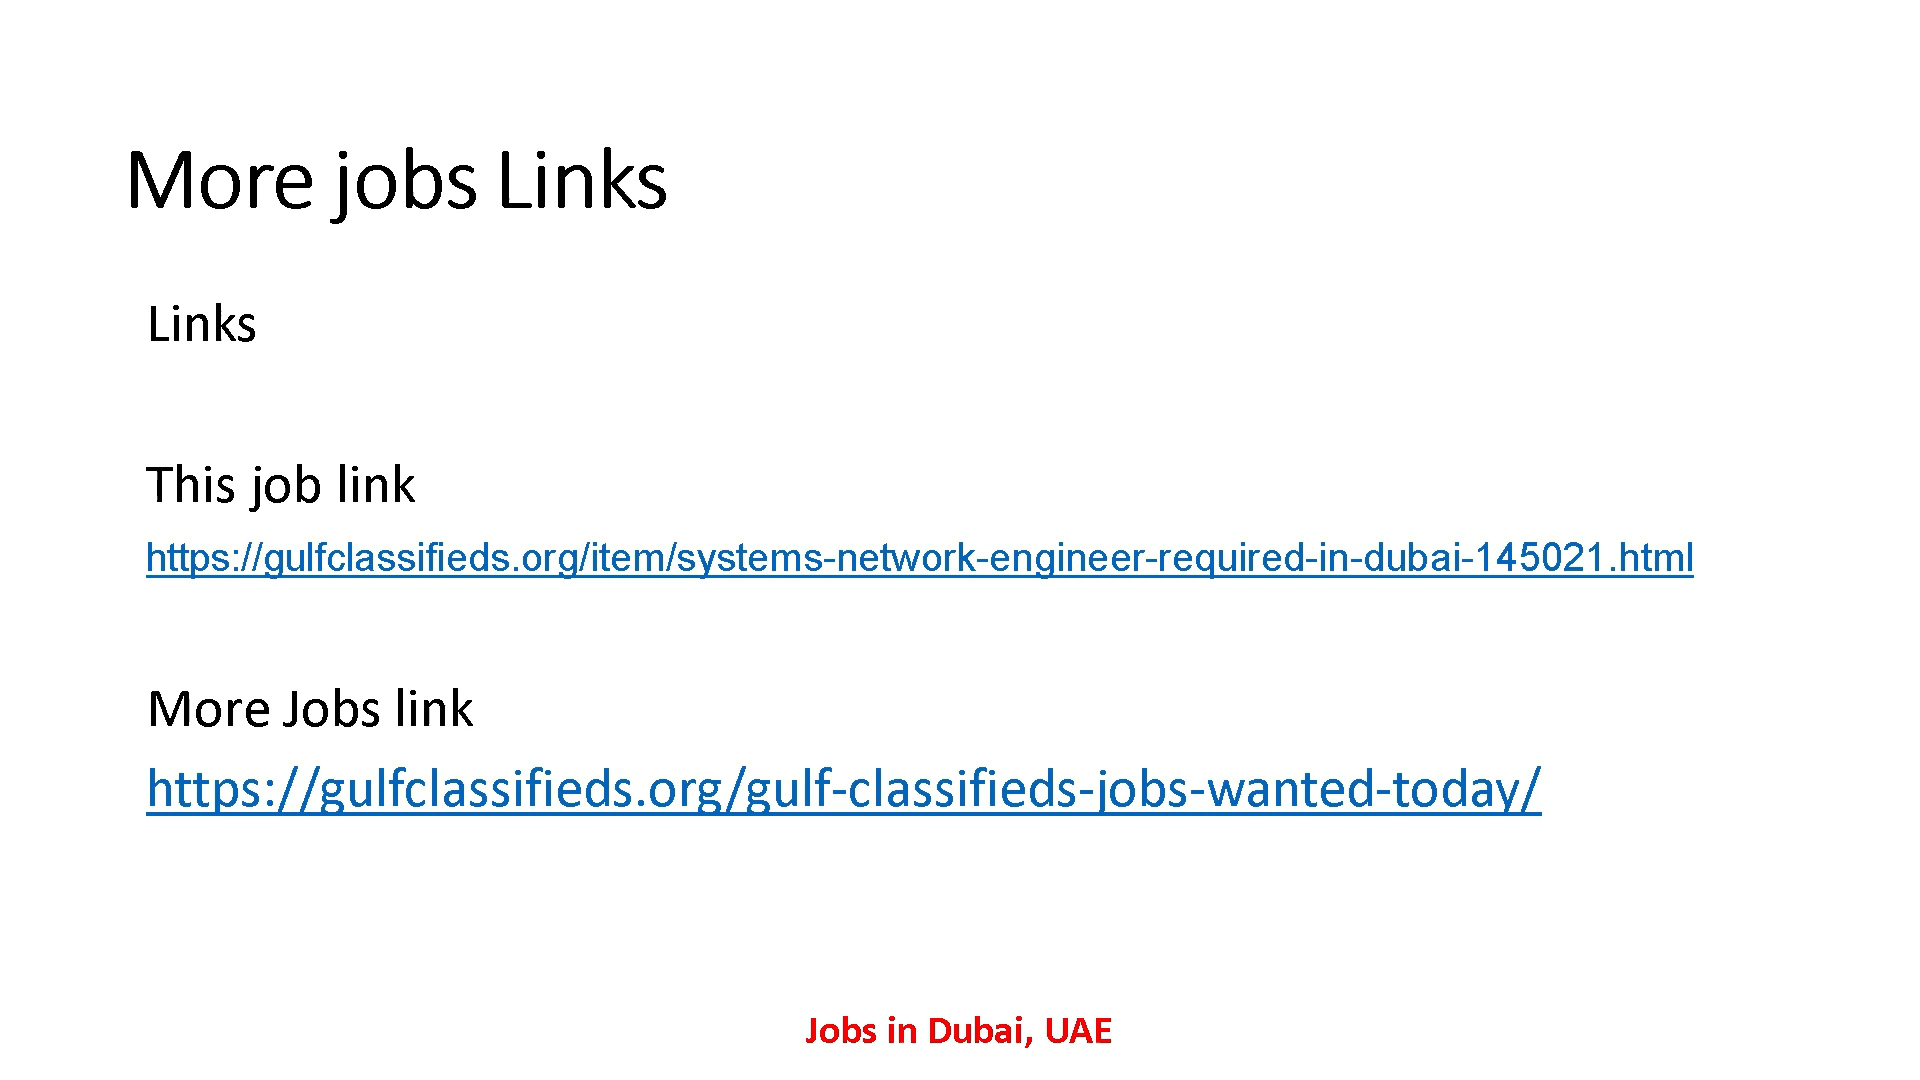 More jobs Links
Links
This job link
https://gulfclassifieds.org/item/systems-network-engineer-required-in-dubai-145021.html
More Jobs link
https://gulfclassifieds.org/gulf-classifieds-jobs-wanted-today/
Jobs in Dubai, UAE